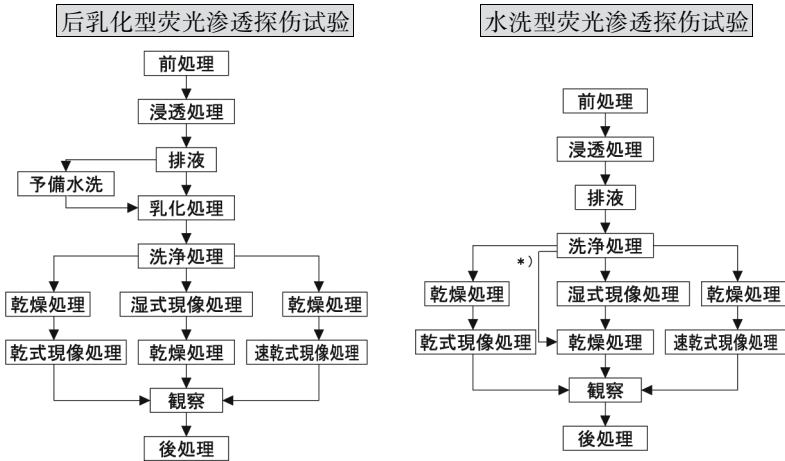 后乳化型荧光渗透探伤试验
前処理
浸透処理
排液
予備水洗
乳化処理
洗浄処理
乾燥処理
湿式現像処理
乾燥処理
乾式現像処理
乾燥処理
速乾式現像処理
観察
後処理
水洗型荧光渗透探伤试验
前処理
浸透処理
排液
洗浄処理
*)
乾燥処理
湿式現像処理
乾燥処理
乾式現像処理
乾燥処理
速乾式現像処理
観察
後処理